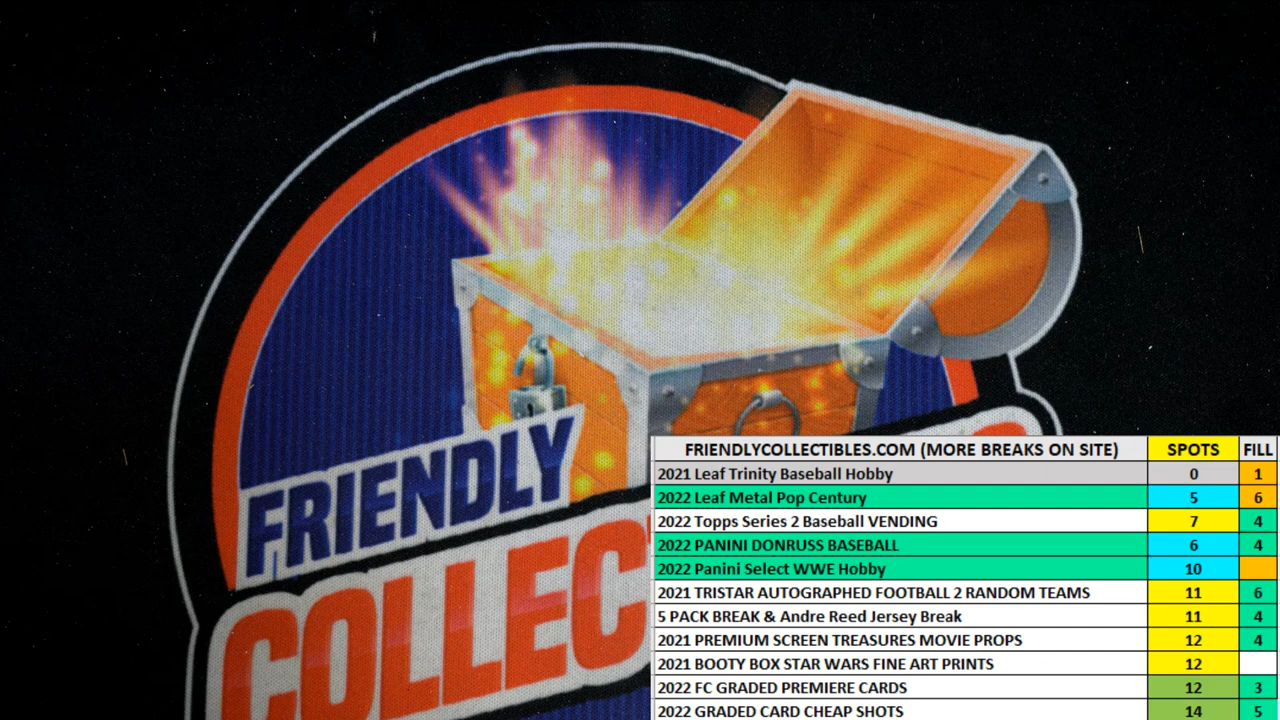 FRIENDLY
COLLEC
FRIENDLYCOLLECTIBLES.COM (MORE BREAKS ON SITE) SPOTS FILL
2021 Leaf Trinity Baseball Hobby 0 1
2022 Leaf Metal Pop Century 5 6
2022 Topps Series 2 Baseball VENDING 7 4
2022 PANINI DONRUSS BASEBALL 6 4
2022 Panini Select WWE Hobby 10
2021 TRISTAR AUTOGRAPHED FOOTBALL 2 RANDOM TEAMS 11 6
5 PACK BREAK & Andre Reed Jersey Break 11 4
2021 PREMIUM SCREEN TREASURES MOVIE PROPS 12 4
2021 BOOTY BOX STAR WARS FINE ART PRINTS 12
2022 FC GRADED PREMIERE CARDS 12 3
2022 GRADED CARD CHEAP SHOTS 14 5